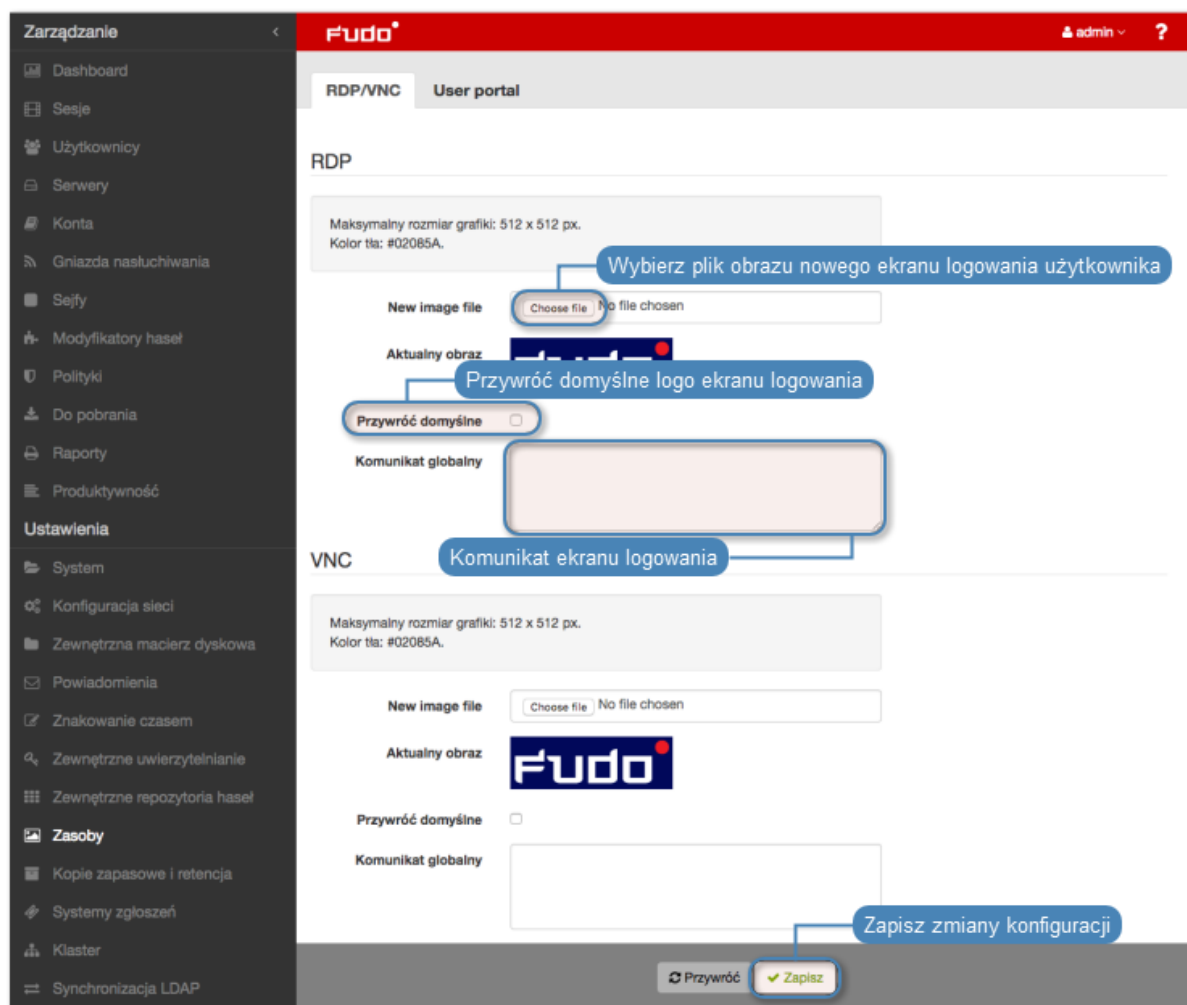 Zarządzanie
Fudo
admin
?
Dashboard
Sesje
Użytkownicy
Serwery
Konta
Gniazda nasłuchiwania
Sejfy
Modyfikatory haseł
Polityki
Do pobrania
Raporty
Produktywność
Ustawienia
System
Konfiguracja sieci
Zewnętrzna macierz dyskowa
Powiadomienia
Znakowanie czasem
Zewnętrzne uwierzytelnianie
Zewnętrzne repozytoria haseł
Zasoby
Kopie zapasowe i retencja
Systemy zgłoszeń
Klaster
Synchronizacja LDAP
RDP/VNC User portal
RDP
Maksymalny rozmiar grafiki: 512 x 512 px.
Kolor tła: #02085A.
Wybierz plik obrazu nowego ekranu logowania użytkownika
New image file Choose file No file chosen
Aktualny obraz
Przywróć domyślne logo ekranu logowania
Przywróć domyślne
Komunikat globalny
Komunikat ekranu logowania
VNC
Maksymalny rozmiar grafiki: 512 x 512 px.
Kolor tła: #02085A.
New image file Choose file No file chosen
Aktualny obraz Fudo
Przywróć domyślne
Komunikat globalny
Zapisz zmiany konfiguracji
Przywróć Zapisz